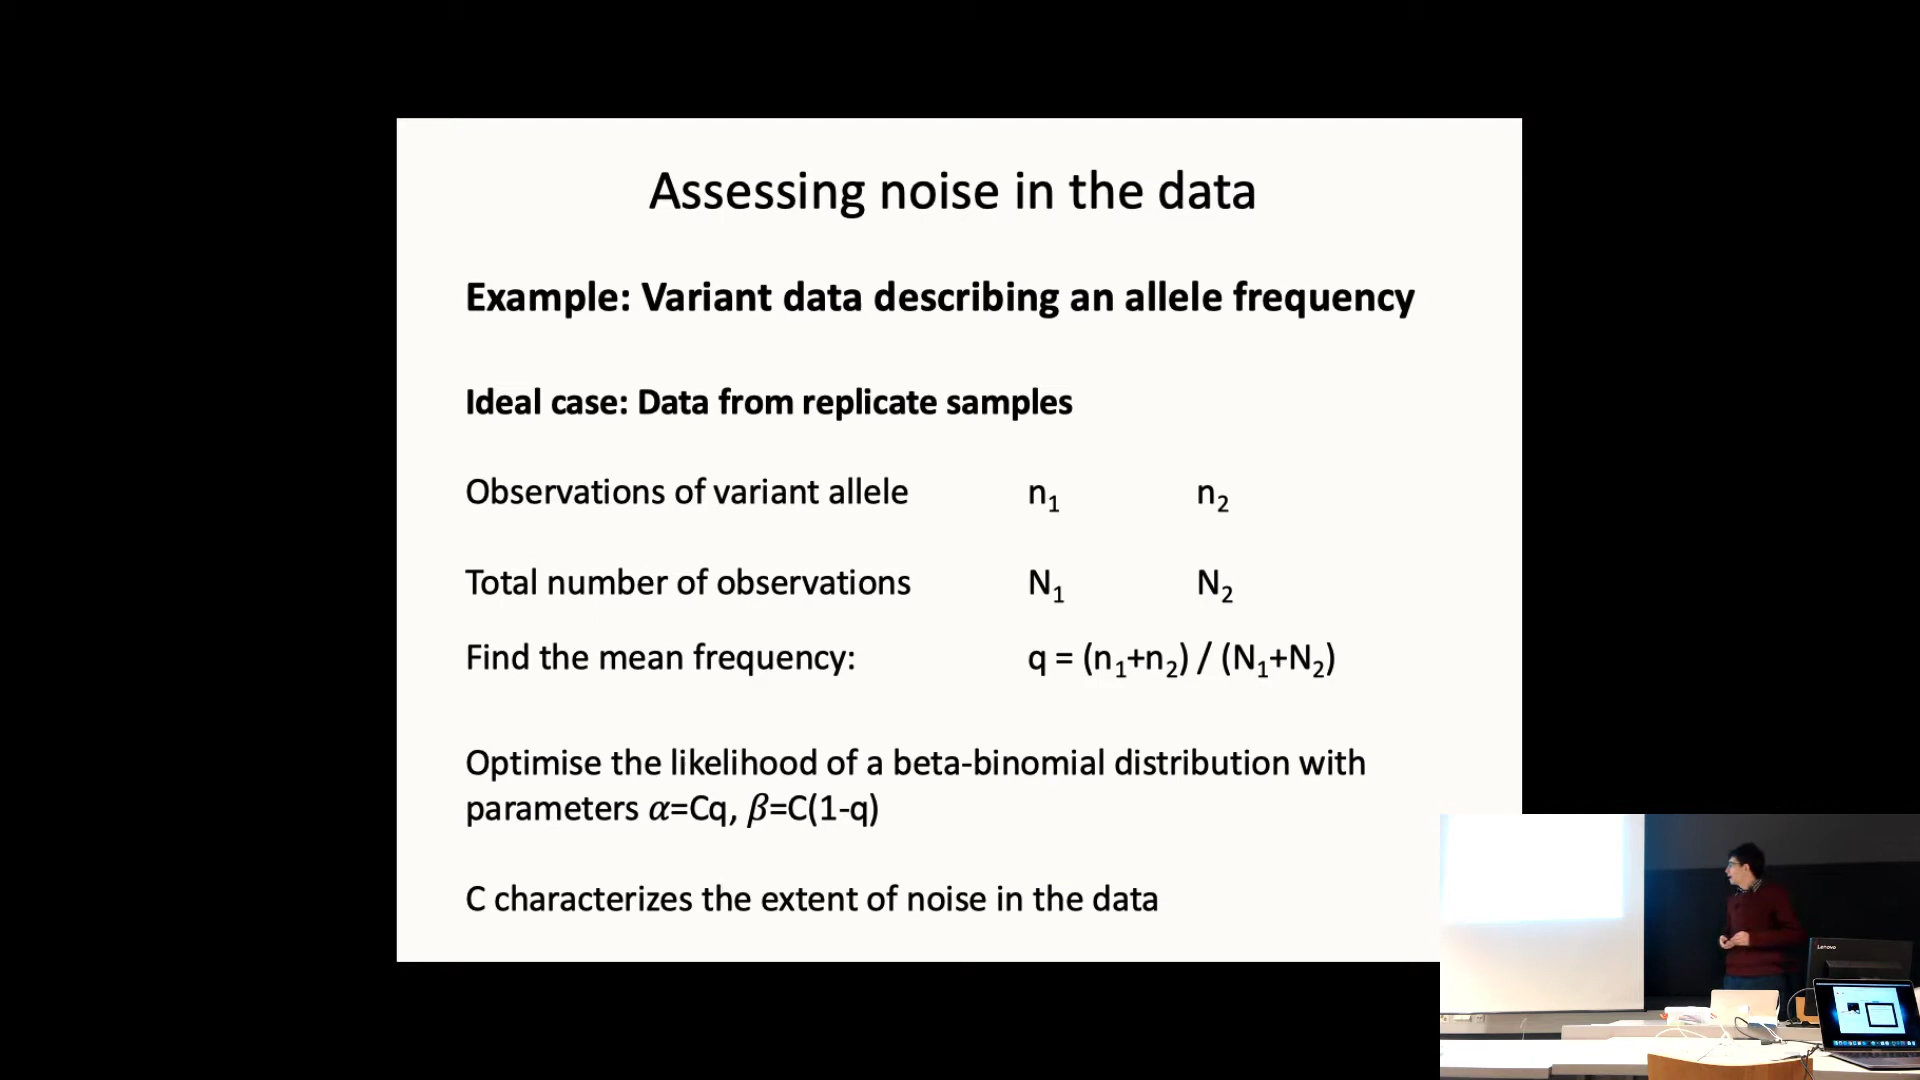 Assessing noise in the data
Example: Variant data describing an allele frequency
Ideal case: Data from replicate samples
Observations of variant allele n₁ n₂
Total number of observations N₁ N₂
Find the mean frequency: q = (n₁+n₂) / (N₁+N₂)
Optimise the likelihood of a beta-binomial distribution with
parameters α=Cq, β=C(1-q)
C characterizes the extent of noise in the data
Lenovo